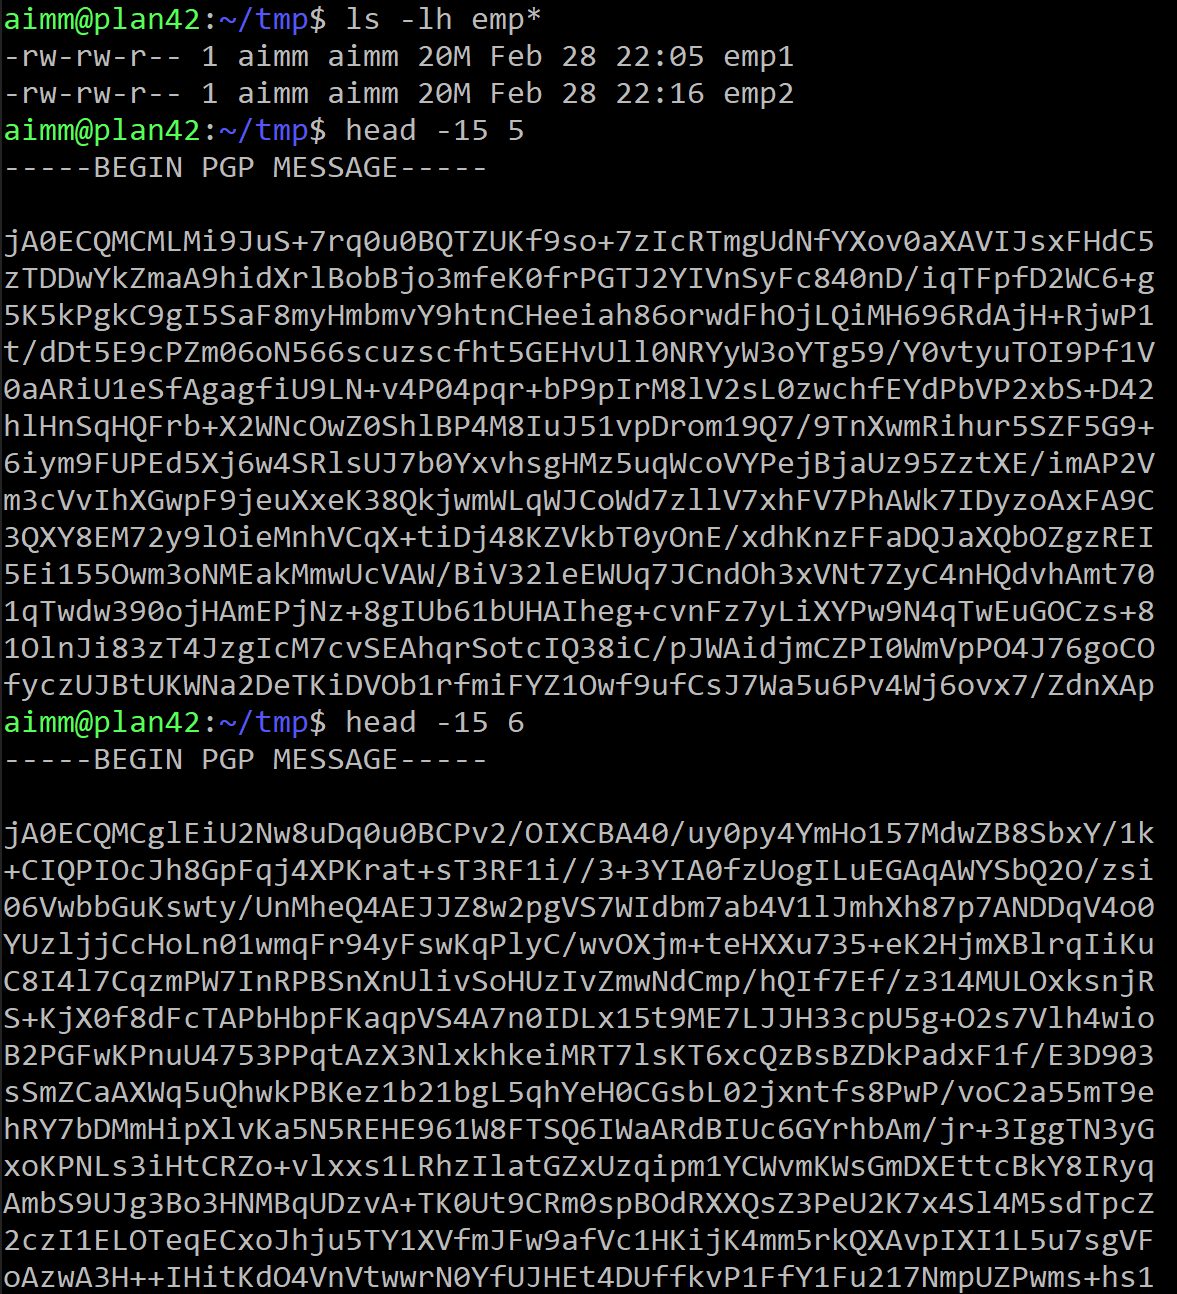 aimm@plan42:~/tmp$ ls -lh emp*
-rw-rw-r-- 1 aimm aimm 20M Feb 28 22:05 emp1
-rw-rw-r-- 1 aimm aimm 20M Feb 28 22:16 emp2
aimm@plan42:~/tmp$ head -15 5
-----BEGIN PGP MESSAGE-----

jA0ECQMCMLMi9JuS+7rq0u0BQTZUKf9so+7zIcRTmgUdNfYXov0aXAVIJsxFHdC5
zTDDwYkZmaA9hidXrlBobBjo3mfeK0frPGTJ2YIVnSyFc840nD/iqTFpfD2WC6+g
5K5kPgkC9gI5SaF8myHmbmvY9htnCHeeiah86orwdFhOjLQiMH696RdAjH+RjwP1
t/dDt5E9cPZm06oN566scuzscfht5GEHvUll0NRYyW3oYTg59/Y0vtyuTOI9Pf1V
0aARiU1eSfAgagfiU9LN+v4P04pqr+bP9pIrM8lV2sL0zwchfEYdPbVP2xbS+D42
hlHnSqHQFrb+X2WNcOwZ0ShlBP4M8IuJ51vpDrom19Q7/9TnXwmRihur5SZF5G9+
6iym9FUPEd5Xj6w4SRlsUJ7b0YxvhsgHMz5uqWcoVYPejBjaUz95ZztXE/imAP2V
m3cVvIhXGwpF9jeuXxeK38QkjwmWLqWJCoWd7zllV7xhFV7PhAWk7IDyzoAxFA9C
3QXY8EM72y9lOieMnhVCqX+tiDj48KZVkbT0yOnE/xdhKnzFFaDQJaXQbOZgzREI
5Ei155Owm3oNMEakMmwUcVAW/BiV32leEWUq7JCndOh3xVNt7ZyC4nHQdvhAmt70
1qTwdw390ojHAmEPjNz+8gIUb61bUHAIheg+cvnFz7yLiXYPw9N4qTwEuGOCzs+8
1OlnJi83zT4JzgIcM7cvSEAhqrSotcIQ38iC/pJWAidjmCZPI0WmVpPO4J76goCO
fyczUJBtUKWNa2DeTKiDVOb1rfmiFYZ1Owf9ufCsJ7Wa5u6Pv4Wj6ovx7/ZdnXAp
aimm@plan42:~/tmp$ head -15 6
-----BEGIN PGP MESSAGE-----

jA0ECQMCglEiU2Nw8uDq0u0BCPv2/OIXCBA40/uy0py4YmHo157MdwZB8SbxY/1k
+CIQPIOcJh8GpFqj4XPKrat+sT3RF1i//3+3YIA0fzUogILuEGAqAWYSbQ2O/zsi
06VwbbGuKswty/UnMheQ4AEJJZ8w2pgVS7WIdbm7ab4V1lJmhXh87p7ANDDqV4o0
YUzljjCcHoLn01wmqFr94yFswKqPlyC/wvOXjm+teHXXu735+eK2HjmXBlrqIiKu
C8I4l7CqzmPW7InRPBSnXnUlivSoHUzIvZmwNdCmp/hQIf7Ef/z314MULOxksnjR
S+KjX0f8dFcTAPbHbpFKaqpVS4A7n0IDLx15t9ME7LJJH33cpU5g+O2s7Vlh4wio
B2PGFwKPnuU4753PPqtAzX3NlxkhkeiMRT7lsKT6xcQzBsBZDkPadxF1f/E3D903
sSmZCaAXWq5uQhwkPBKez1b21bgL5qhYeH0CGsbL02jxntfs8PwP/voC2a55mT9e
hRY7bDMmHipXlvKa5N5REHE961W8FTSQ6IWaARdBIUc6GYrhbAm/jr+3IggTN3yG
xoKPNLs3iHtCRZo+vlxxs1LRhzIlatGZxUzqipm1YCWvmKWsGmDXEttcBkY8IRyq
AmbS9UJg3Bo3HNMBqUDzvA+TK0Ut9CRm0spBOdRXXQsZ3PeU2K7x4Sl4M5sdTpcZ
2czI1ELOTeqECxoJhju5TY1XVfmJFw9afVc1HKijK4mm5rkQXAvpIXI1L5u7sgVF
oAzwA3H++IHitKdO4VnVtwwrN0YfUJHEt4DUffkvP1FfY1Fu217NmpUZPwms+hs1